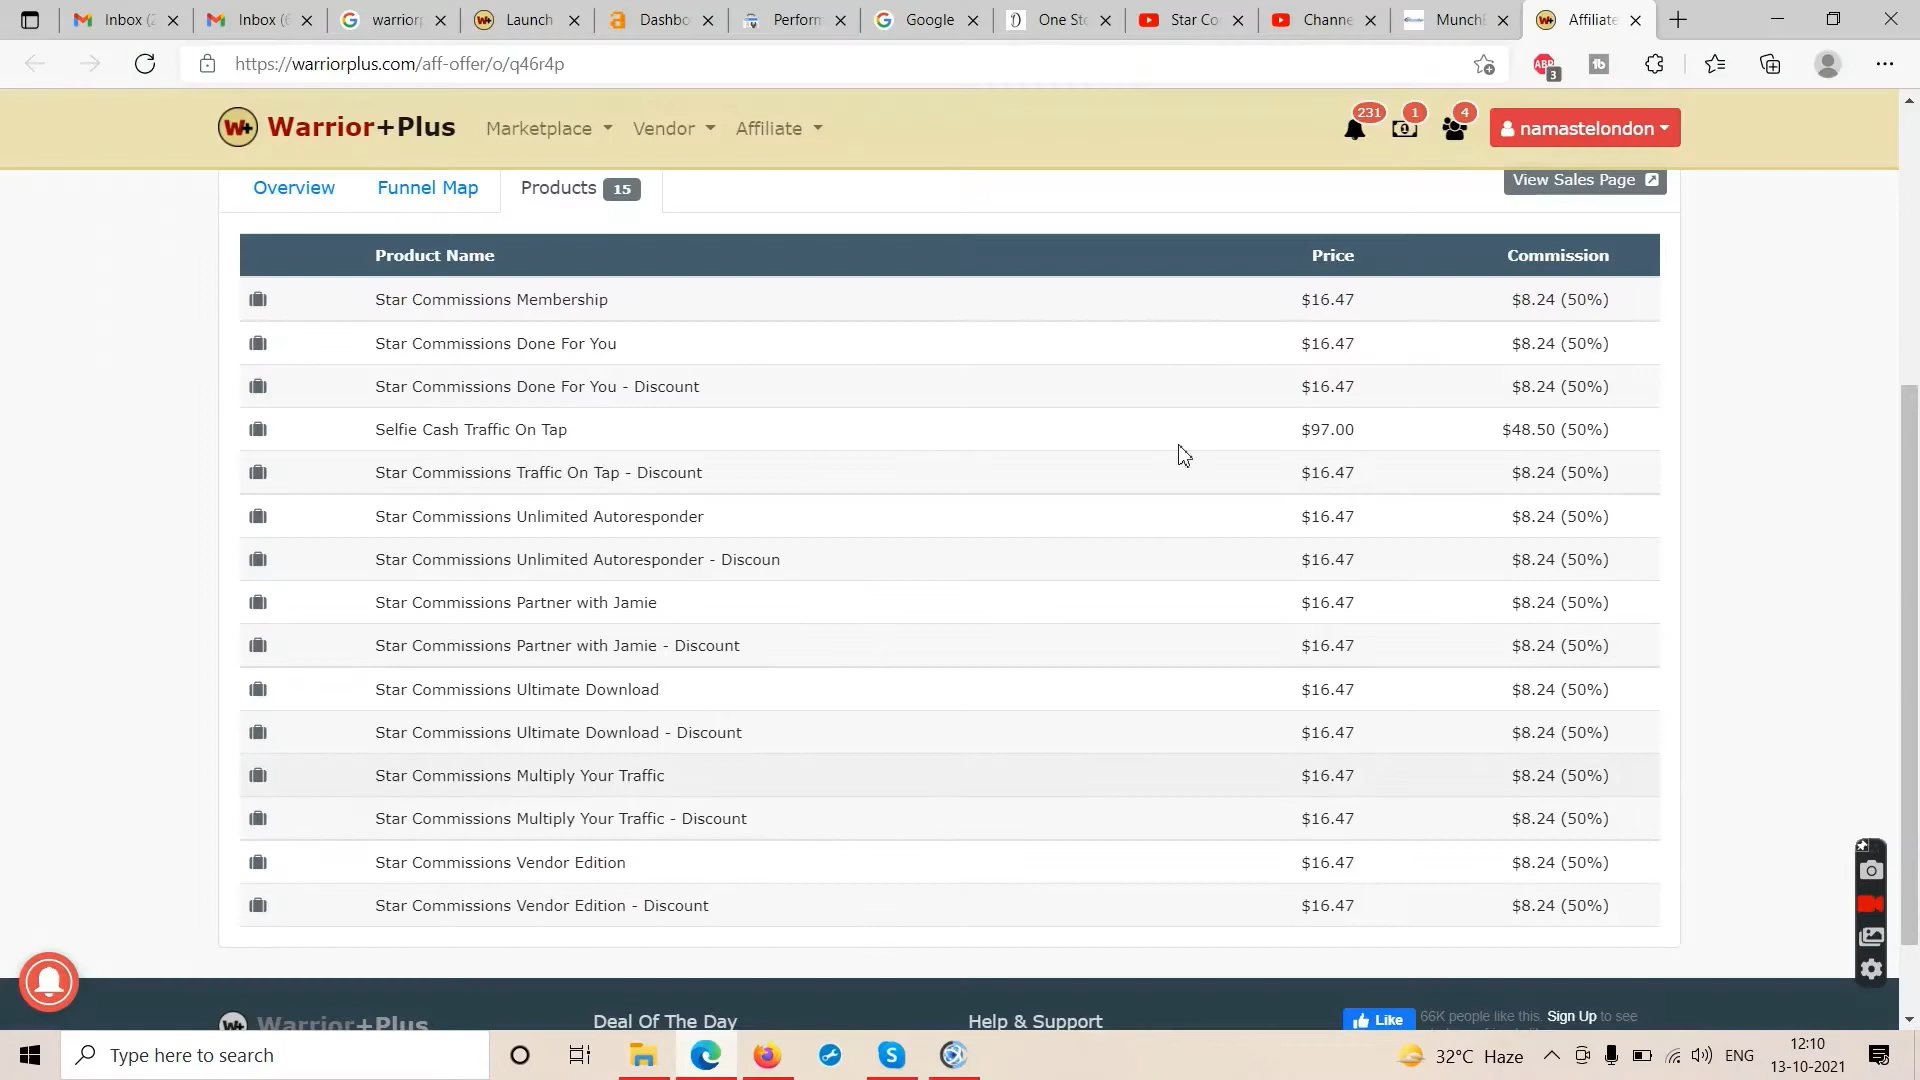 Inbox (2
Inbox (6
warriorp
Launch
Dashbo
Perform
Google
One Ste
Star Co
Channe
Munch
Affiliate
https://warriorplus.com/aff-offer/o/q46r4p
ABP
3
tb
W+ Warrior+Plus
Marketplace
Vendor
Affiliate
231
1
4
namastelondon
Overview
Funnel Map
Products 15
View Sales Page
Product Name Price Commission
Star Commissions Membership $16.47 $8.24 (50%)
Star Commissions Done For You $16.47 $8.24 (50%)
Star Commissions Done For You - Discount $16.47 $8.24 (50%)
Selfie Cash Traffic On Tap $97.00 $48.50 (50%)
Star Commissions Traffic On Tap - Discount $16.47 $8.24 (50%)
Star Commissions Unlimited Autoresponder $16.47 $8.24 (50%)
Star Commissions Unlimited Autoresponder - Discoun $16.47 $8.24 (50%)
Star Commissions Partner with Jamie $16.47 $8.24 (50%)
Star Commissions Partner with Jamie - Discount $16.47 $8.24 (50%)
Star Commissions Ultimate Download $16.47 $8.24 (50%)
Star Commissions Ultimate Download - Discount $16.47 $8.24 (50%)
Star Commissions Multiply Your Traffic $16.47 $8.24 (50%)
Star Commissions Multiply Your Traffic - Discount $16.47 $8.24 (50%)
Star Commissions Vendor Edition $16.47 $8.24 (50%)
Star Commissions Vendor Edition - Discount $16.47 $8.24 (50%)
W+ Warrior+Plus
Deal Of The Day
Help & Support
Like
66K people like this. Sign Up to see
Type here to search
32°C Haze
ENG
12:10
13-10-2021